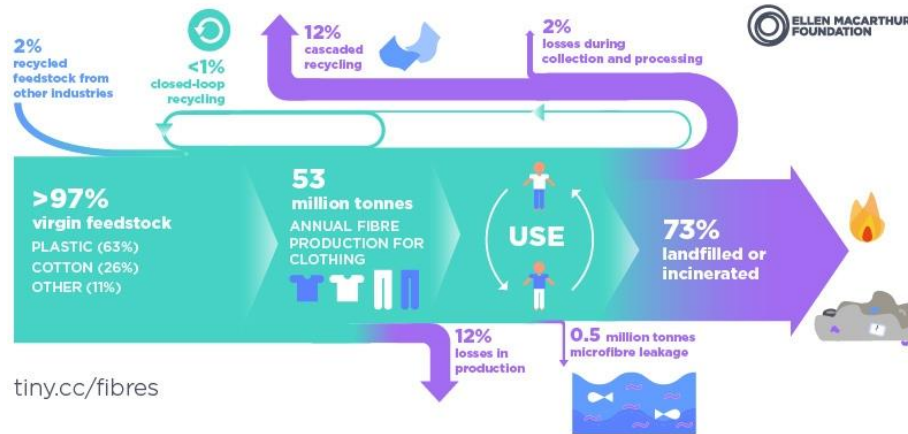 2%
recycled
feedstock from
other industries
<1%
closed-loop
recycling
12%
cascaded
recycling
2%
losses during
collection and processing
ELLEN MACARTHUR
FOUNDATION
>97%
virgin feedstock
PLASTIC (63%)
COTTON (26%)
OTHER (11%)
53
million tonnes
ANNUAL FIBRE
PRODUCTION FOR
CLOTHING
USE
73%
landfilled or
incinerated
12%
losses in
production
0.5 million tonnes
microfibre leakage
tiny.cc/fibres